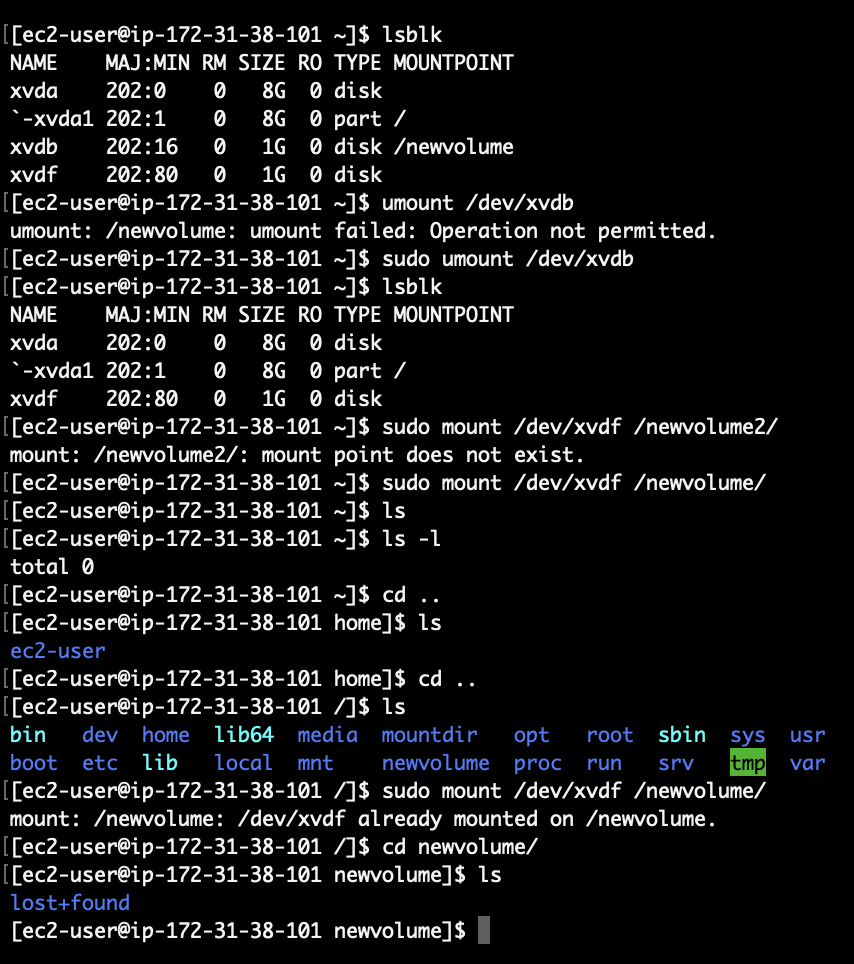 [[ec2-user@ip-172-31-38-101 ~]$ lsblk
NAME    MAJ:MIN RM SIZE RO TYPE MOUNTPOINT
xvda    202:0    0   8G  0 disk
`-xvda1 202:1    0   8G  0 part /
xvdb    202:16   0   1G  0 disk /newvolume
xvdf    202:80   0   1G  0 disk
[[ec2-user@ip-172-31-38-101 ~]$ umount /dev/xvdb
umount: /newvolume: umount failed: Operation not permitted.
[[ec2-user@ip-172-31-38-101 ~]$ sudo umount /dev/xvdb
[[ec2-user@ip-172-31-38-101 ~]$ lsblk
NAME    MAJ:MIN RM SIZE RO TYPE MOUNTPOINT
xvda    202:0    0   8G  0 disk
`-xvda1 202:1    0   8G  0 part /
xvdf    202:80   0   1G  0 disk
[[ec2-user@ip-172-31-38-101 ~]$ sudo mount /dev/xvdf /newvolume2/
mount: /newvolume2/: mount point does not exist.
[[ec2-user@ip-172-31-38-101 ~]$ sudo mount /dev/xvdf /newvolume/
[[ec2-user@ip-172-31-38-101 ~]$ ls
[[ec2-user@ip-172-31-38-101 ~]$ ls -l
total 0
[[ec2-user@ip-172-31-38-101 ~]$ cd ..
[[ec2-user@ip-172-31-38-101 home]$ ls
ec2-user
[[ec2-user@ip-172-31-38-101 home]$ cd ..
[[ec2-user@ip-172-31-38-101 /]$ ls
bin   dev  home  lib64  media  mountdir   opt   root  sbin  sys  usr
boot  etc  lib   local  mnt    newvolume  proc  run   srv   tmp  var
[[ec2-user@ip-172-31-38-101 /]$ sudo mount /dev/xvdf /newvolume/
mount: /newvolume: /dev/xvdf already mounted on /newvolume.
[[ec2-user@ip-172-31-38-101 /]$ cd newvolume/
[[ec2-user@ip-172-31-38-101 newvolume]$ ls
lost+found
[ec2-user@ip-172-31-38-101 newvolume]$